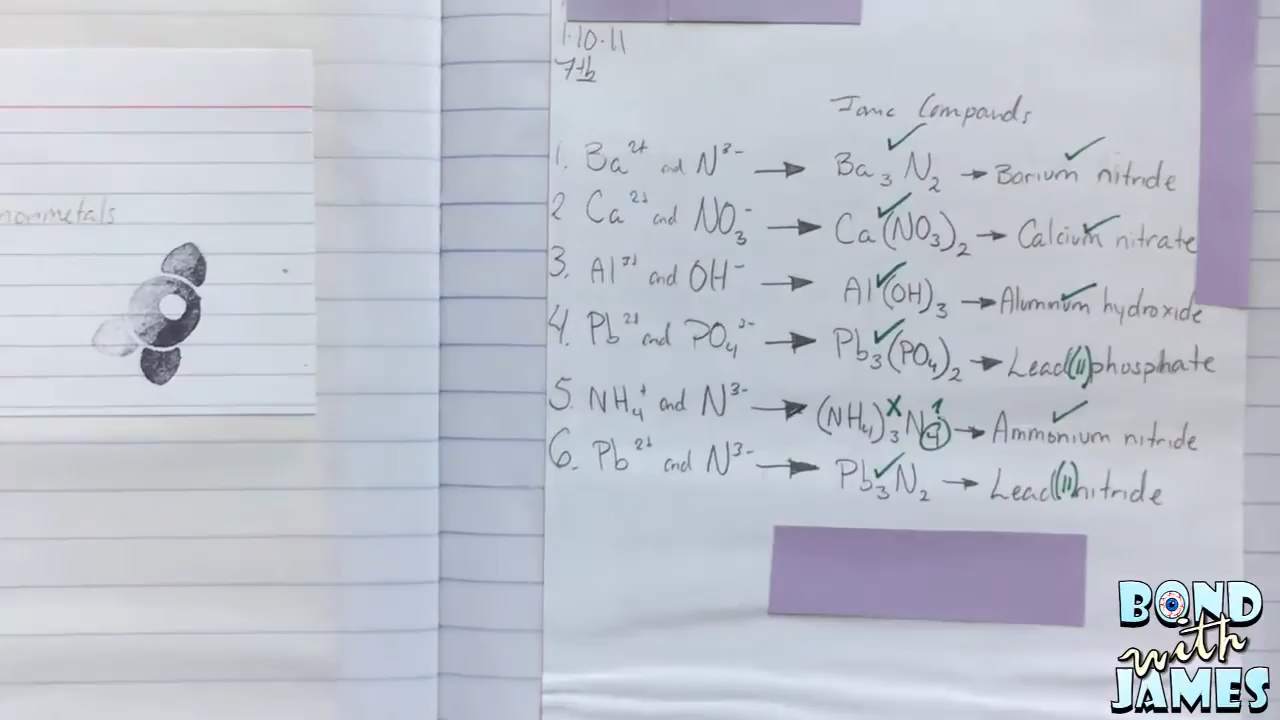 nonmetals
1·10·11
7th
Ionic Compounds
1. Ba²⁺ and N³⁻ → Ba₃N₂ → Barium nitride
2 Ca²⁺ and NO₃⁻ → Ca(NO₃)₂ → Calcium nitrate
3. Al³⁺ and OH⁻ → Al(OH)₃ → Aluminum hydroxide
4. Pb²⁺ and PO₄³⁻ → Pb₃(PO₄)₂ → Lead(II)phosphate
5. NH₄⁺ and N³⁻ → (NH₄)₃N → Ammonium nitride
6. Pb²⁺ and N³⁻ → Pb₃N₂ → Lead(II)nitride
BOND
with
JAMES